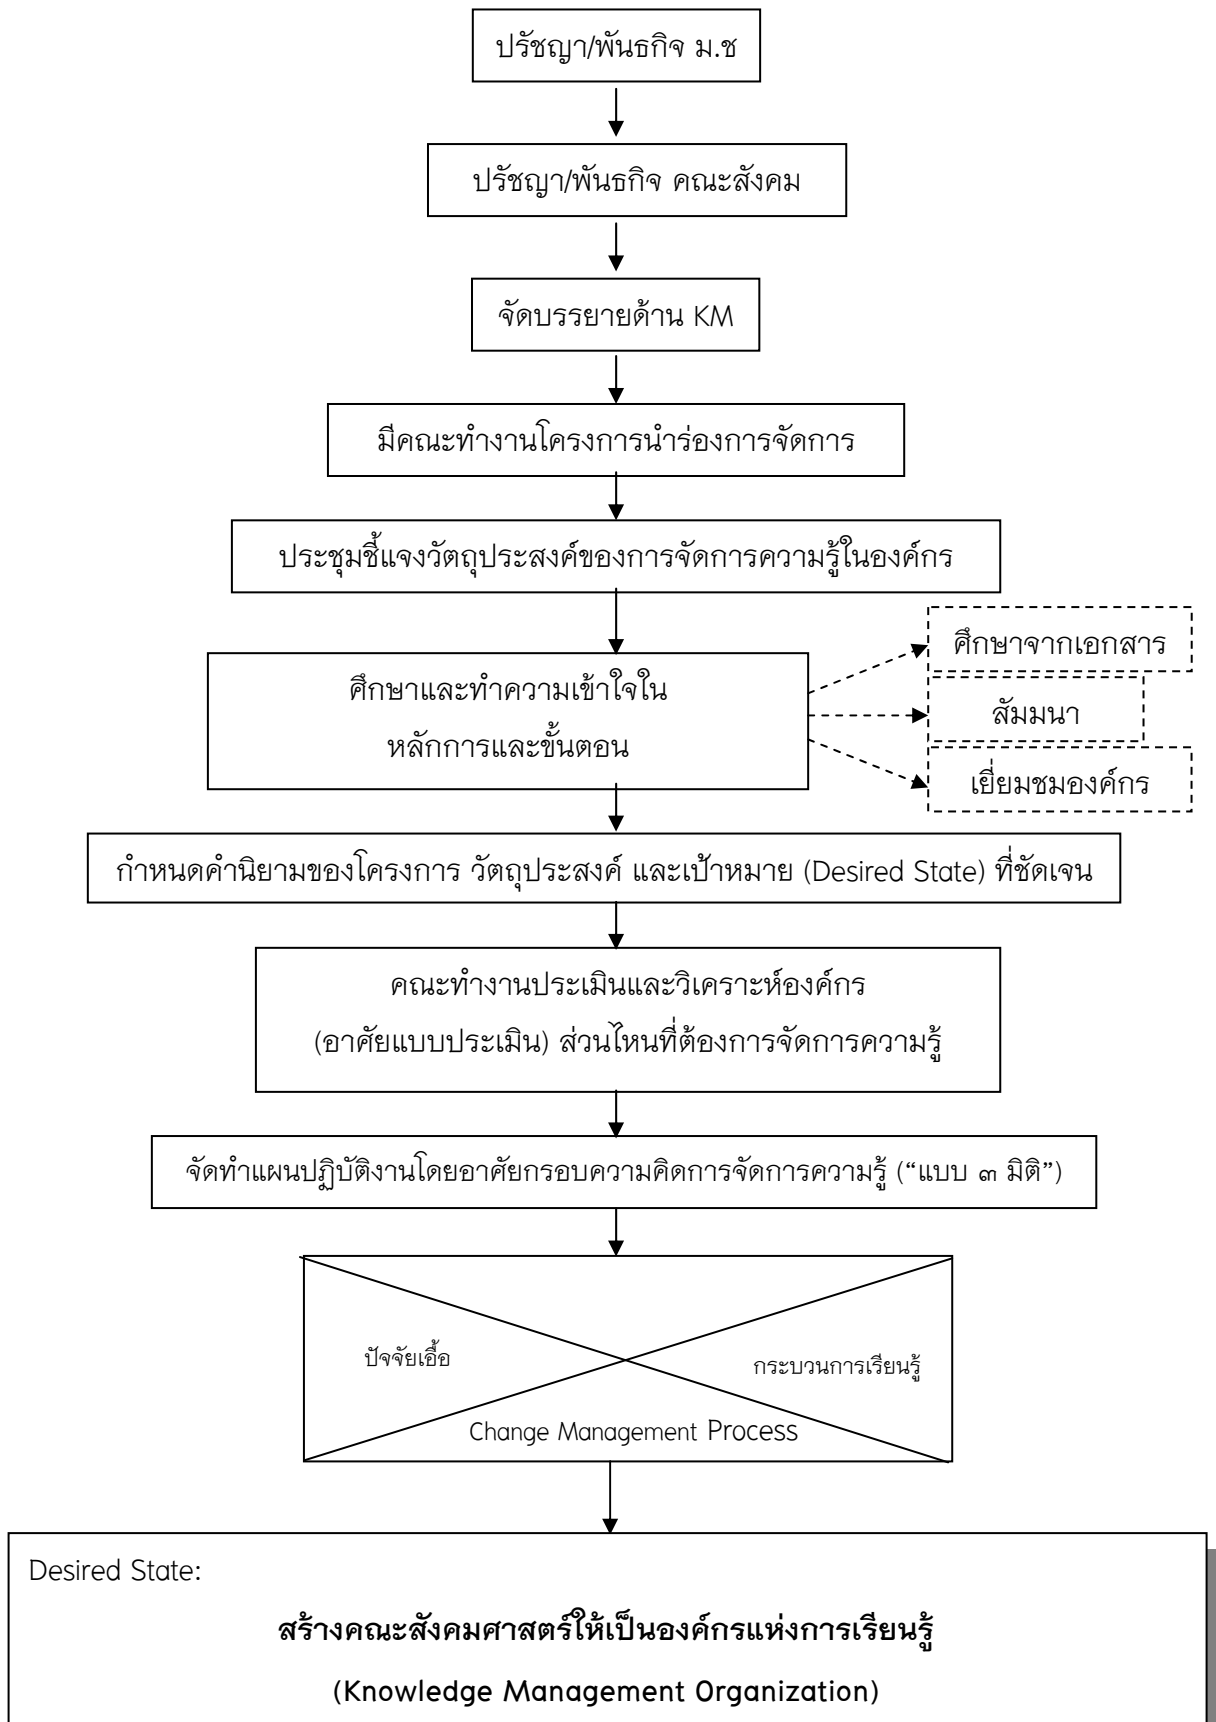 ปรัชญา/พันธกิจ ม.ช
ปรัชญา/พันธกิจ คณะสังคม
จัดบรรยายด้าน KM
มีคณะทำงานโครงการนำร่องการจัดการ
ประชุมชี้แจงวัตถุประสงค์ของการจัดการความรู้ในองค์กร
ศึกษาและทำความเข้าใจใน
หลักการและขั้นตอน
ศึกษาจากเอกสาร
สัมมนา
เยี่ยมชมองค์กร
กำหนดคำนิยามของโครงการ วัตถุประสงค์ และเป้าหมาย (Desired State) ที่ชัดเจน
คณะทำงานประเมินและวิเคราะห์องค์กร
(อาศัยแบบประเมิน) ส่วนไหนที่ต้องการจัดการความรู้
จัดทำแผนปฏิบัติงานโดยอาศัยกรอบความคิดการจัดการความรู้ (“แบบ ๓ มิติ”)
ปัจจัยเอื้อ
กระบวนการเรียนรู้
Change Management Process
Desired State:
สร้างคณะสังคมศาสตร์ให้เป็นองค์กรแห่งการเรียนรู้
(Knowledge Management Organization)